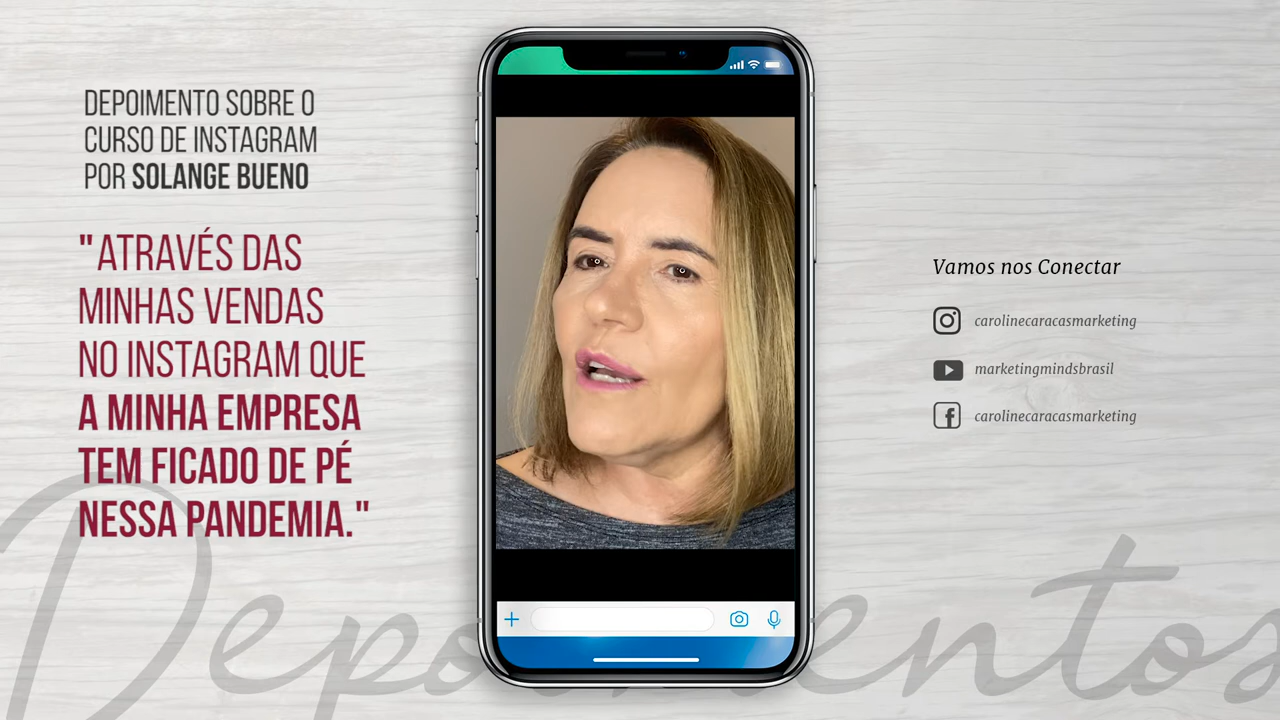 DEPOIMENTO SOBRE O
CURSO DE INSTAGRAM
POR SOLANGE BUENO
"ATRAVÉS DAS
MINHAS VENDAS
NO INSTAGRAM QUE
A MINHA EMPRESA
TEM FICADO DE PÉ
NESSA PANDEMIA."
Vamos nos Conectar
carolinecaracasmarketing
marketingmindsbrasil
carolinecaracasmarketing
Depoimentos